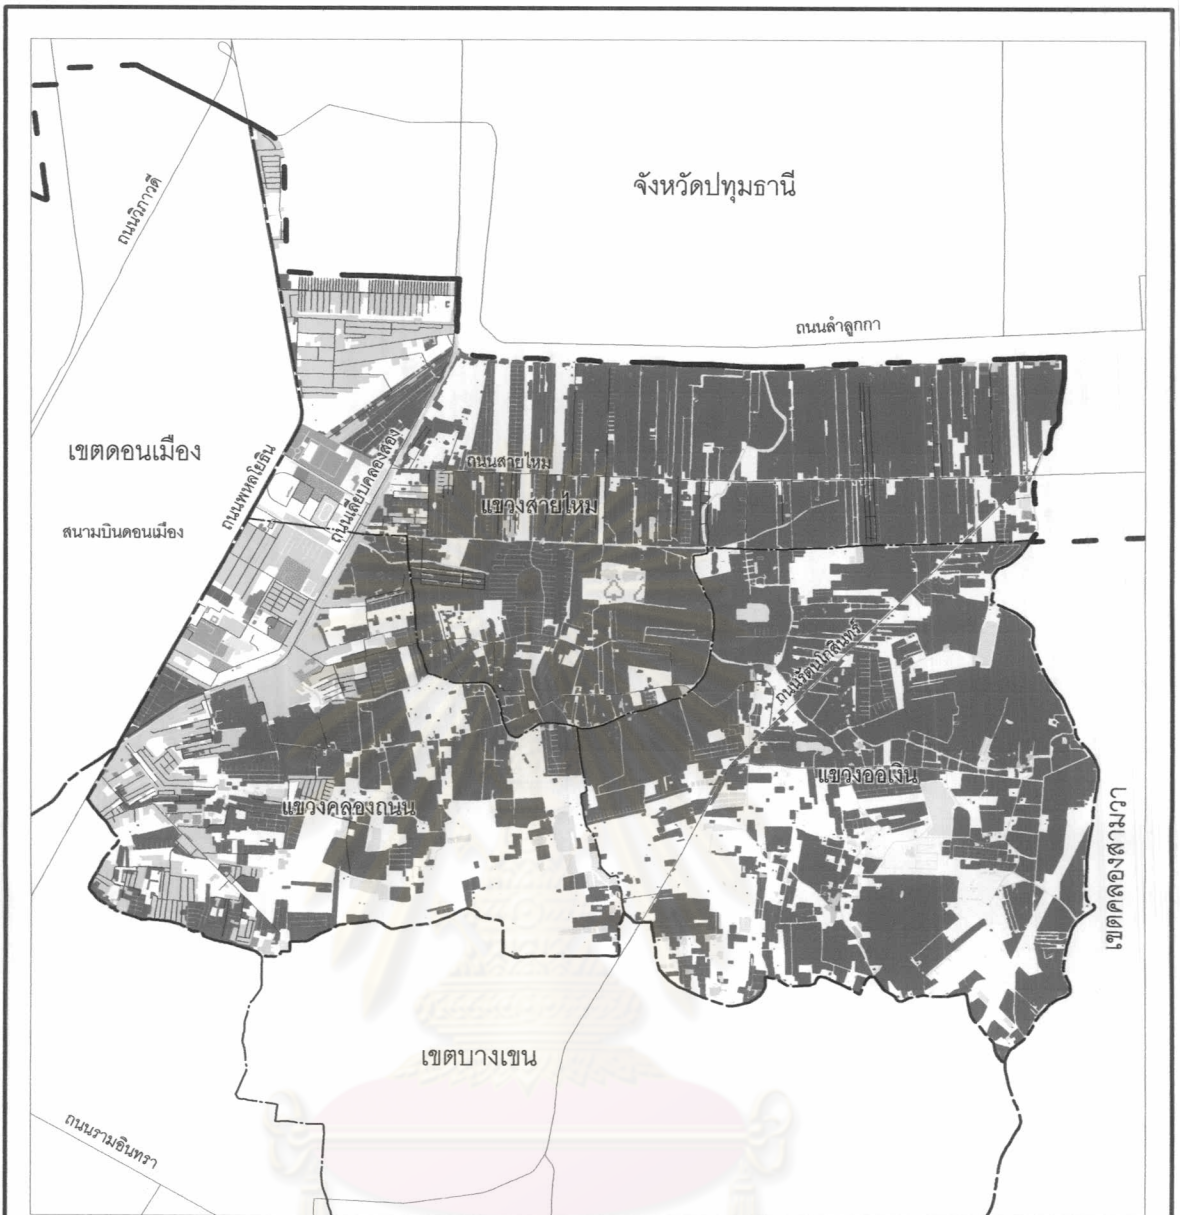 จังหวัดปทุมธานี
ถนนวิภาวดี
ถนนลำลูกกา
เขตดอนเมือง
ถนนพหลโยธิน
ถนนเลียบคลองสอง
ถนนสายไหม
แขวงสายไหม
สนามบินดอนเมือง
ถนนรัตนโกสินทร์
แขวงออเงิน
แขวงคลองถนน
เขตคลองสามวา
เขตบางเขน
ถนนรามอินทรา